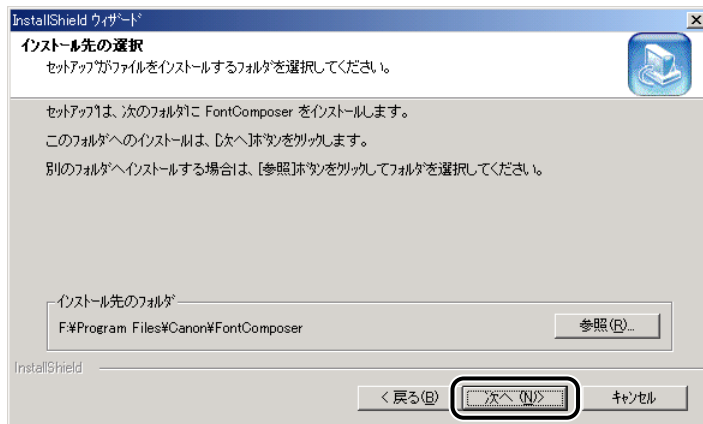 InstallShield ウィザード
インストール先の選択
セットアップがファイルをインストールするフォルダを選択してください。
セットアップは、次のフォルダに FontComposer をインストールします。
このフォルダへのインストールは、[次へ]ボタンをクリックします。
別のフォルダへインストールする場合は、[参照]ボタンをクリックしてフォルダを選択してください。
インストール先のフォルダ
F:¥Program Files¥Canon¥FontComposer
参照(R)...
InstallShield
< 戻る(B)
次へ (N)>
キャンセル